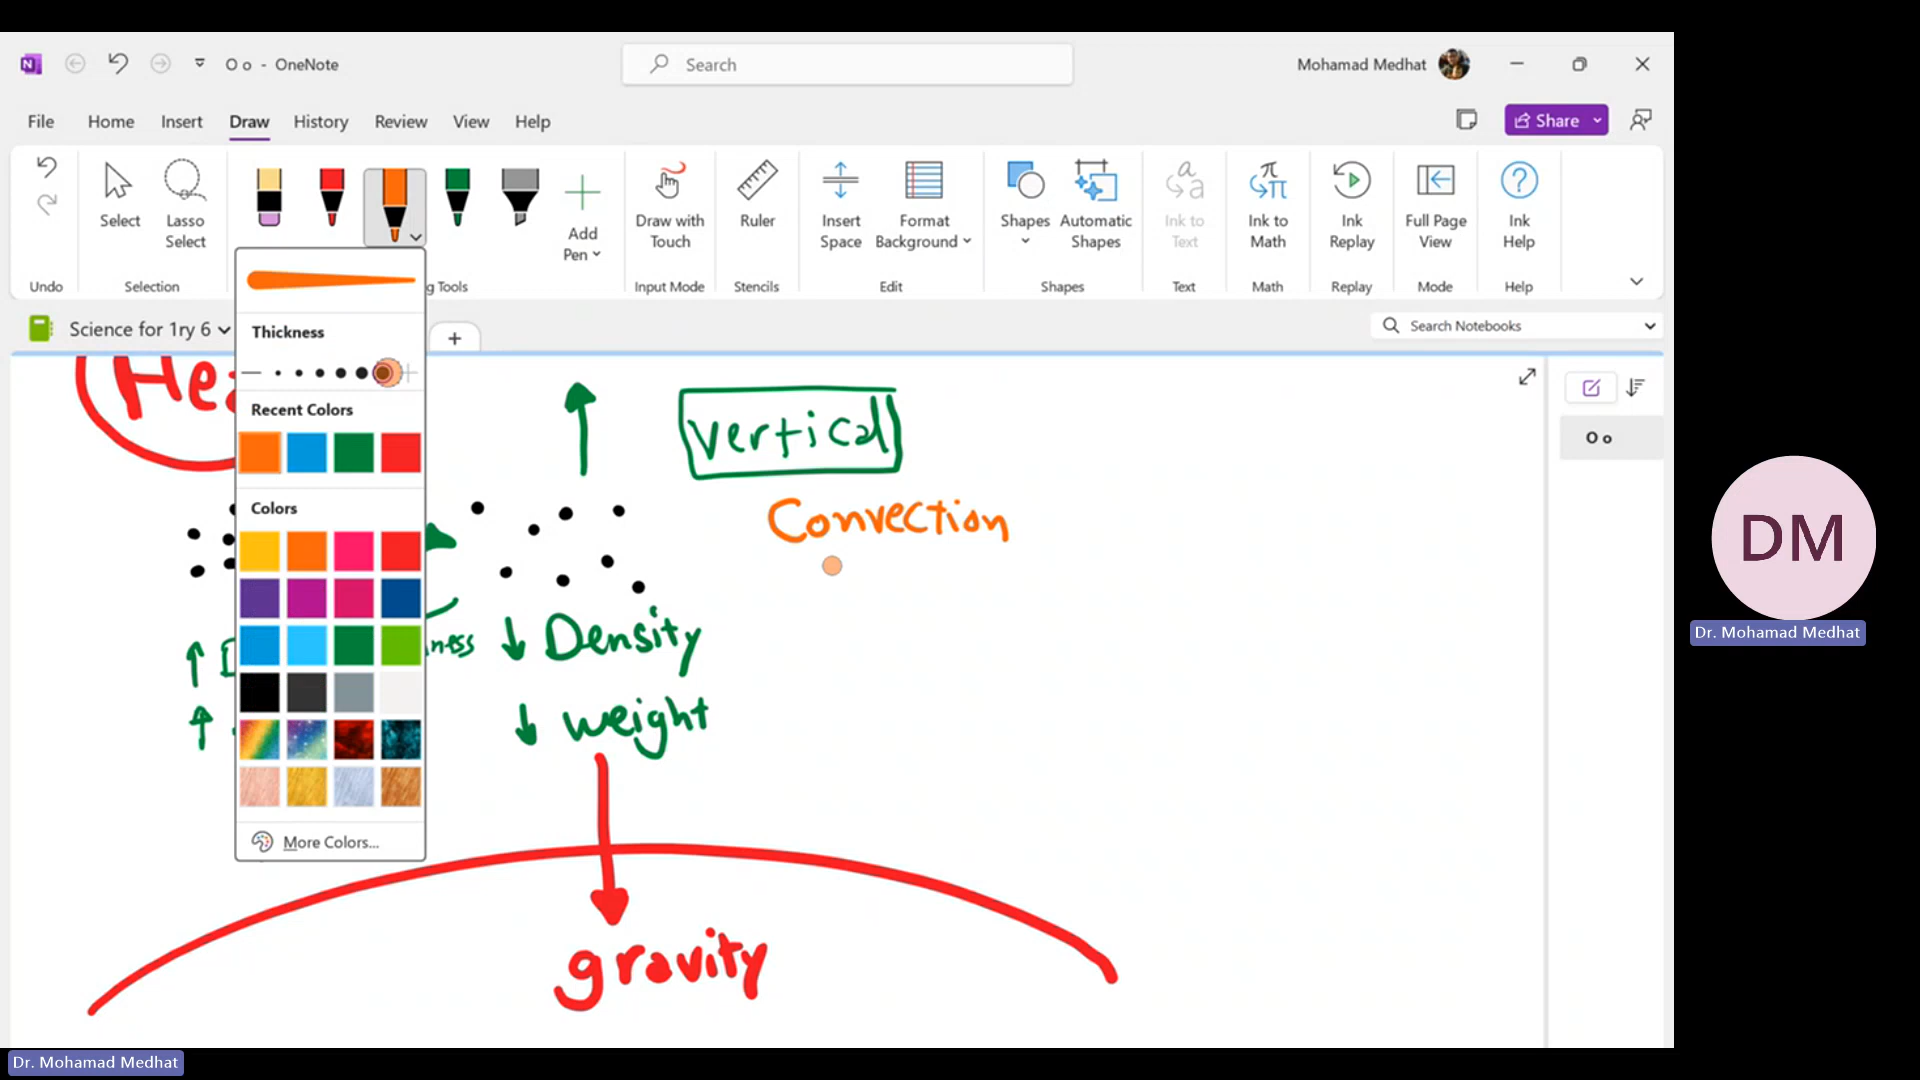 O o - OneNote
Search
Mohamad Medhat
File Home Insert Draw History Review View Help
Share
Select
Lasso Select
Add Pen
Draw with Touch
Ruler
Insert Space
Format Background
Shapes
Automatic Shapes
Ink to Text
Ink to Math
Ink Replay
Full Page View
Ink Help
Undo Selection g Tools Input Mode Stencils Edit Shapes Text Math Replay Mode Help
Science for 1ry 6
Search Notebooks
Thickness
Recent Colors
Colors
More Colors...
O o
Hea
vertical
Convection
ness
Density
weight
gravity
DM
Dr. Mohamad Medhat
Dr. Mohamad Medhat